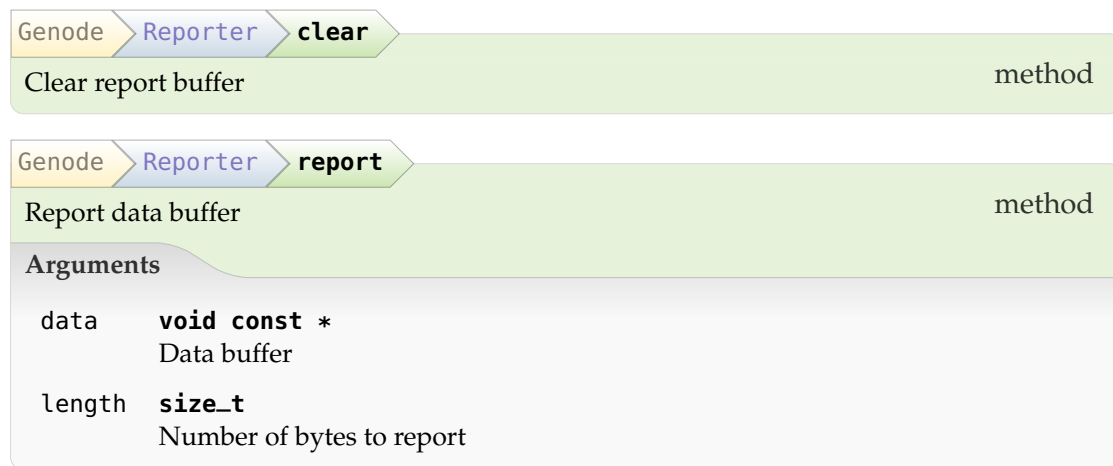 Genode Reporter clear
Clear report buffer method
Genode Reporter report
Report data buffer method
Arguments
data void const *
Data buffer
length size_t
Number of bytes to report